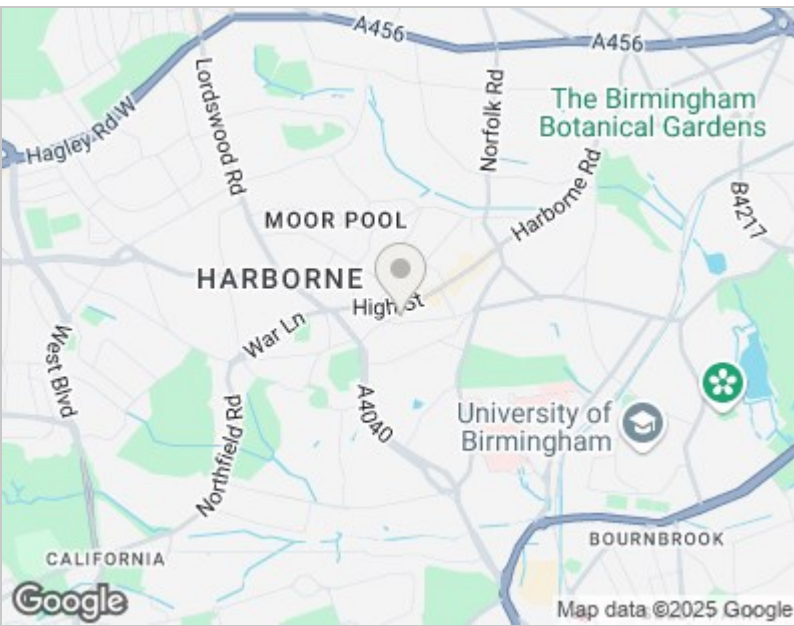 A456
A456
Lordswood Rd
Norfolk Rd
The Birmingham
Botanical Gardens
Hagley Rd W
Harborne Rd
B4217
MOOR POOL
HARBORNE
High St
War Ln
West Blvd
A4040
University of
Birmingham
Northfield Rd
BOURNBROOK
CALIFORNIA
Google
Map data ©2025 Google